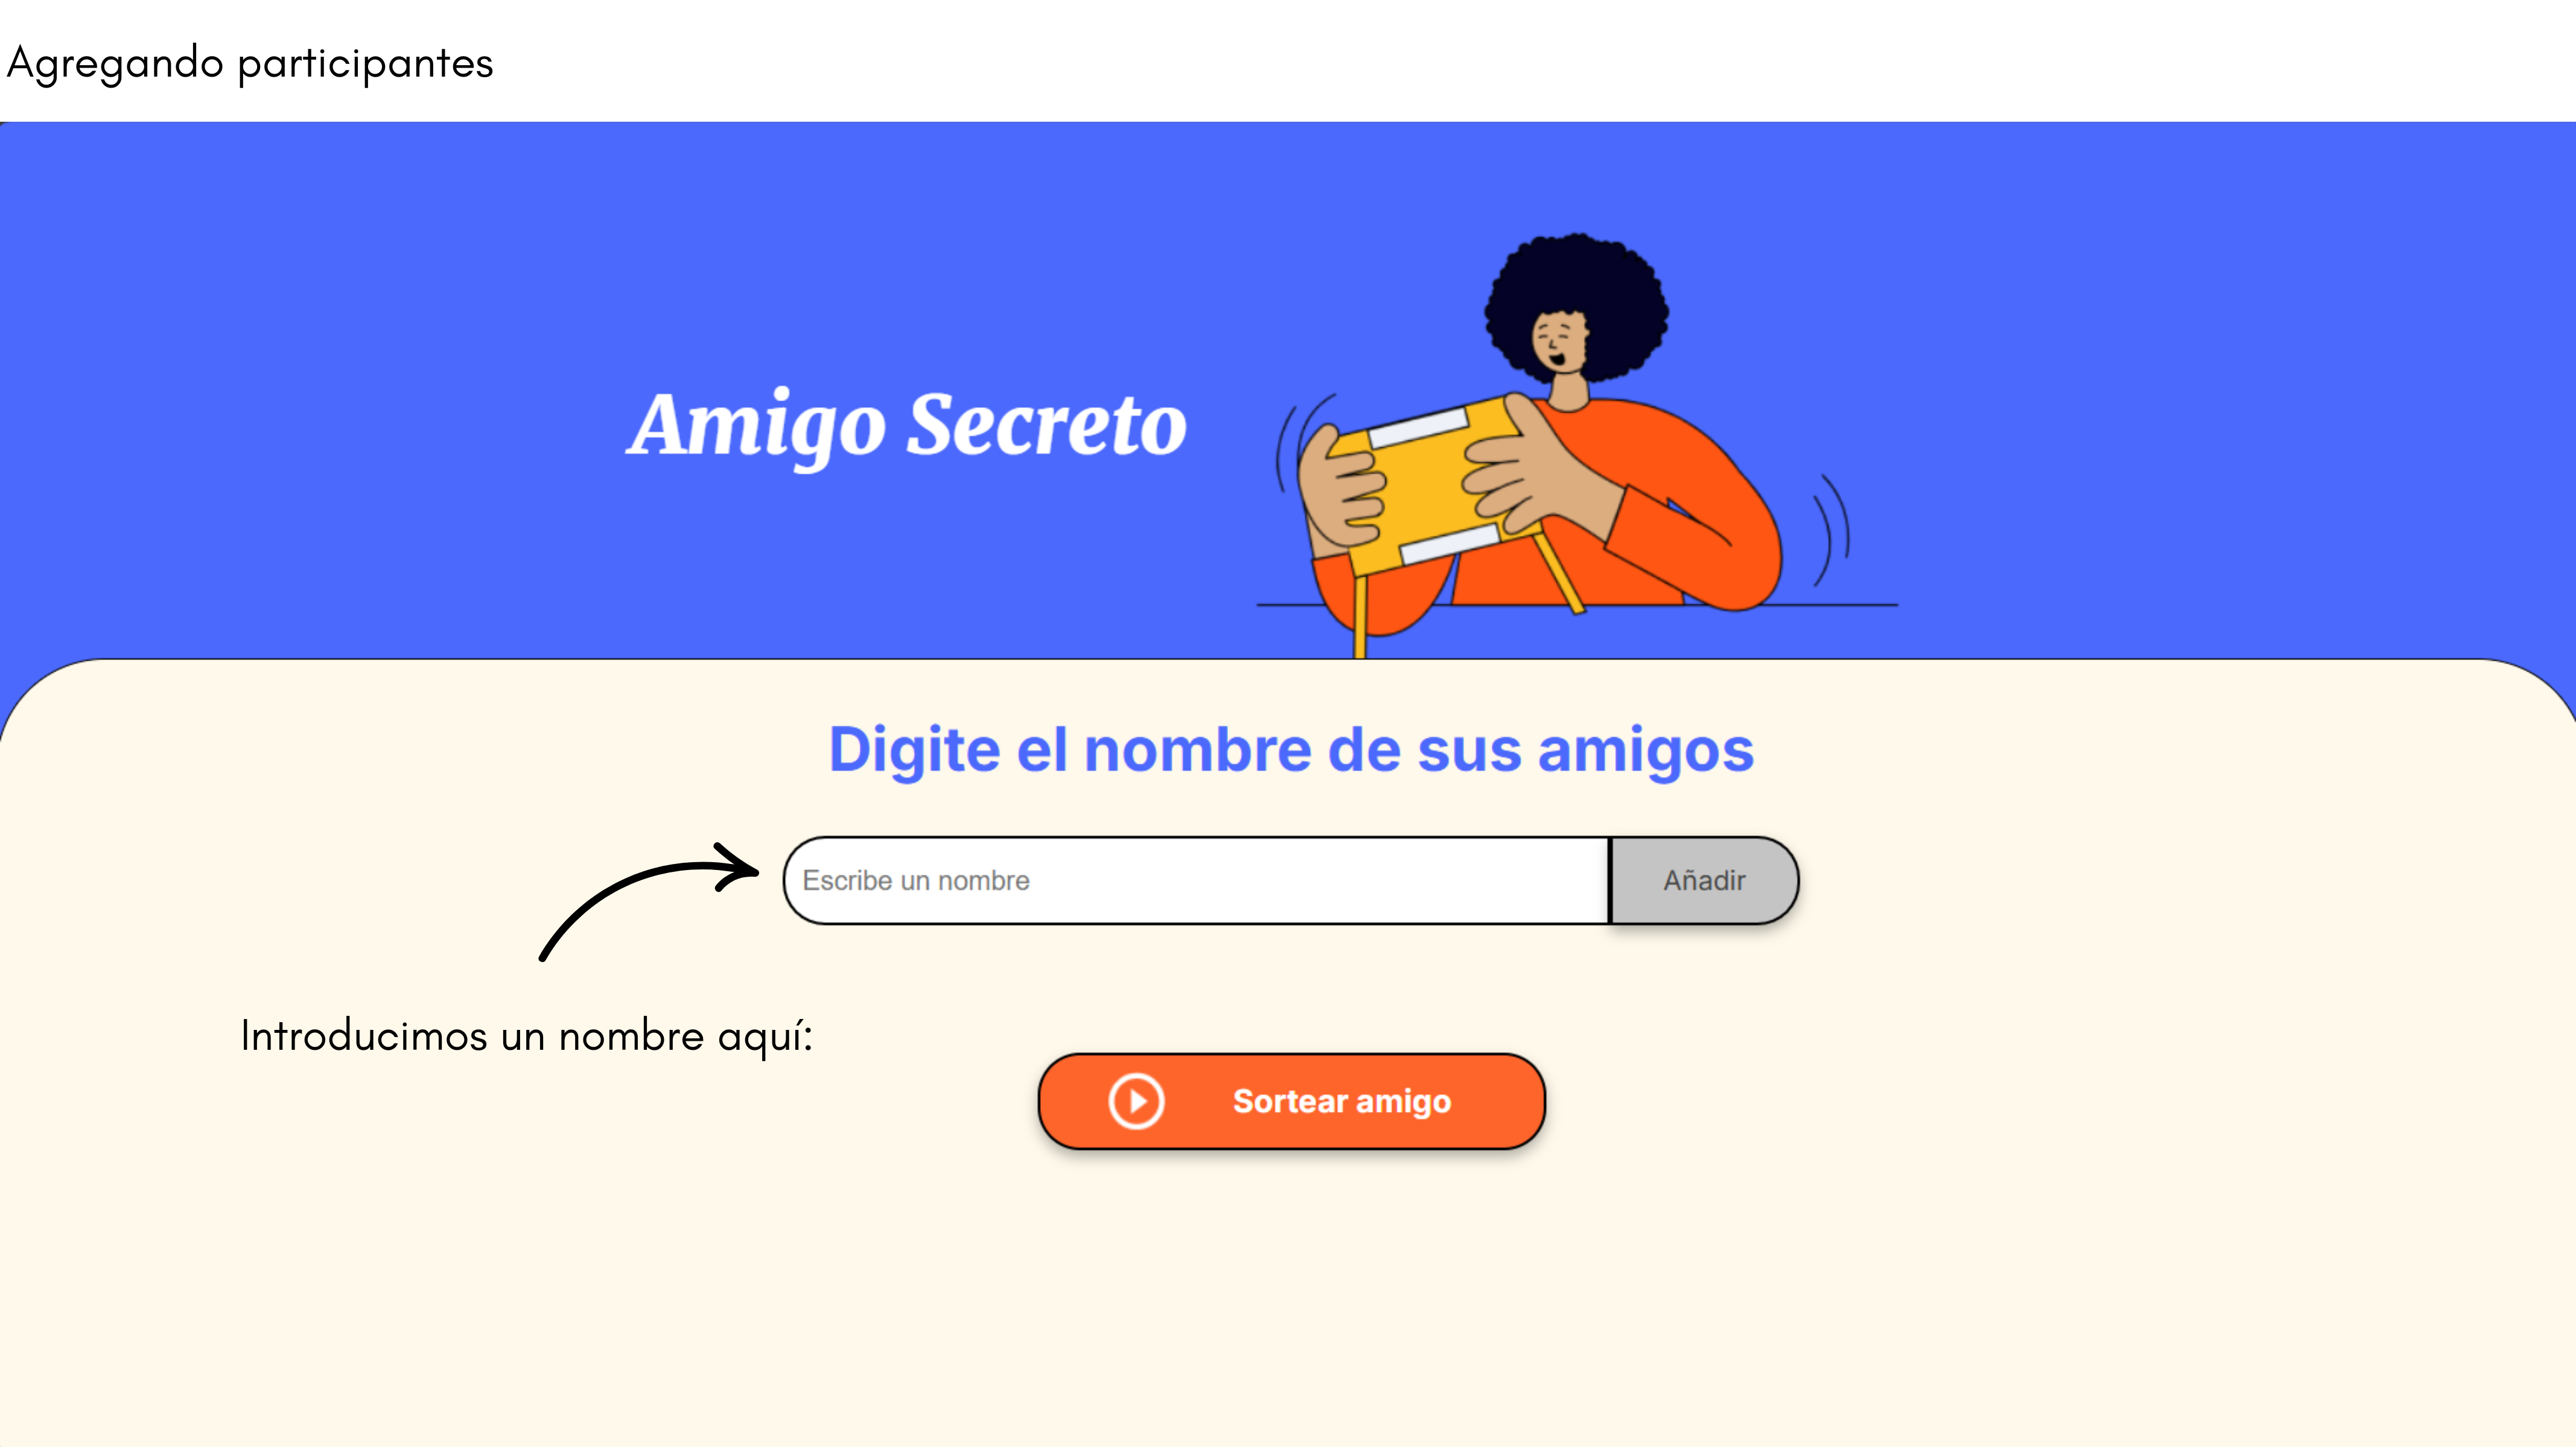 Agregando participantes
Amigo Secreto
Digite el nombre de sus amigos
Escribe un nombre
Añadir
Introducimos un nombre aquí:
Sortear amigo